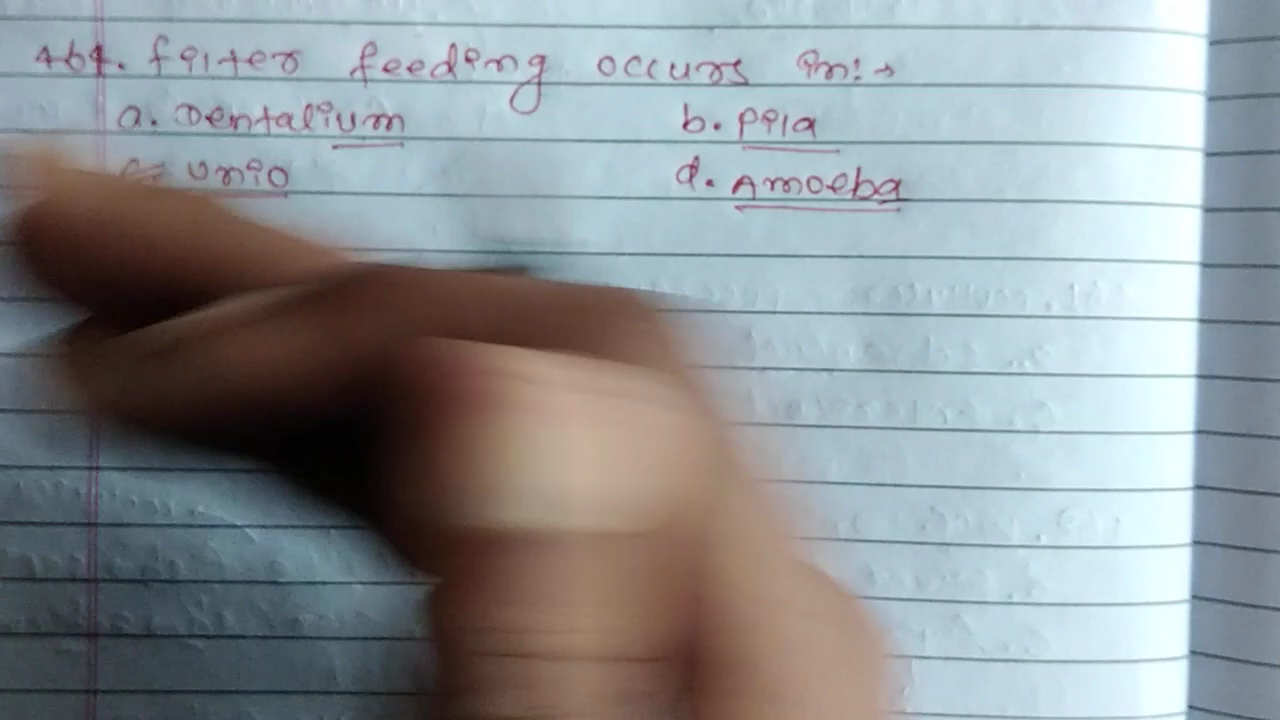 464. Filter feeding occurs in:→
a. Dentalium b. Pila
c. Unio d. Amoeba